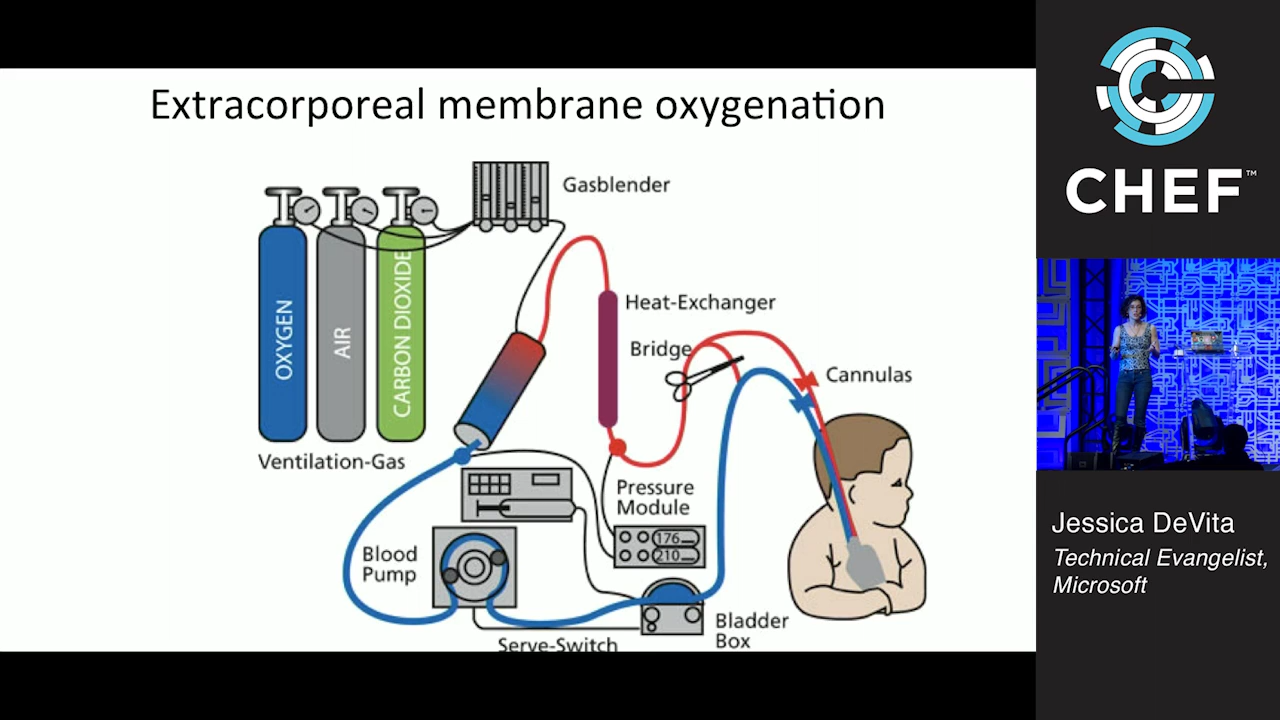 Extracorporeal membrane oxygenation
Gasblender
OXYGEN
AIR
CARBON DIOXIDE
Heat-Exchanger
Bridge
Cannulas
Ventilation-Gas
Pressure
Module
176
210
Blood
Pump
Bladder
Box
Serve-Switch
CHEF™
Jessica DeVita
Technical Evangelist,
Microsoft